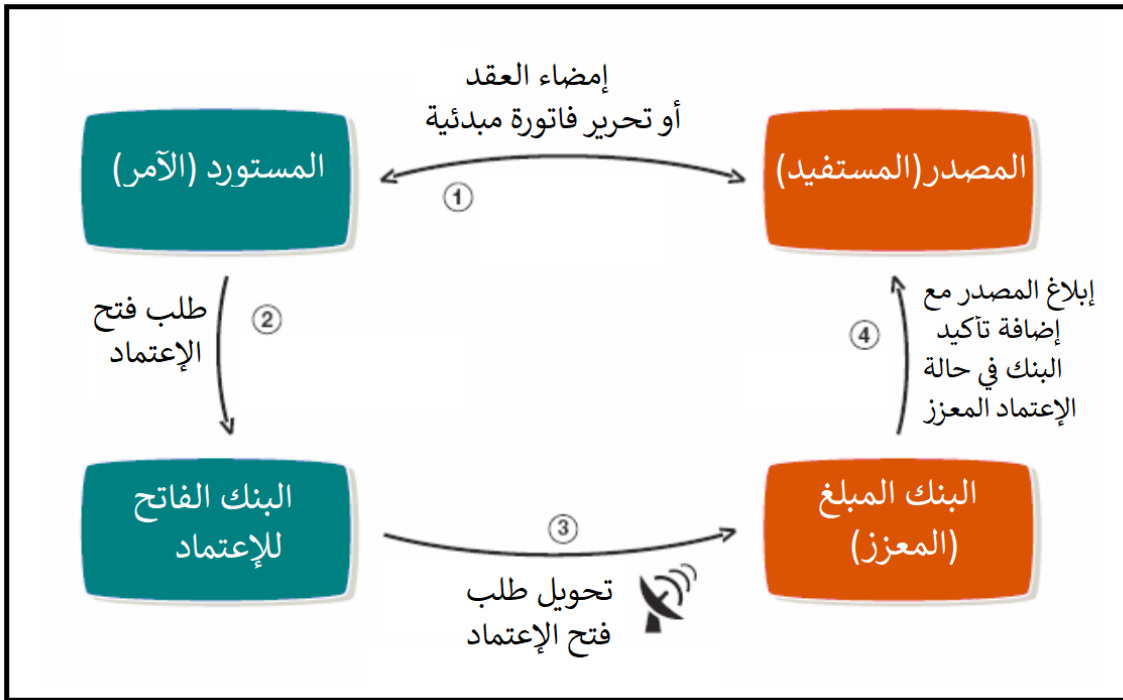 إمضاء العقد
أو تحرير فاتورة مبدئية
المستورد (الآمر)
المصدر(المستفيد)
①
طلب فتح
الإعتماد
②
④
إبلاغ المصدر مع
إضافة تأكيد
البنك في حالة
الإعتماد المعزز
البنك الفاتح
للإعتماد
③
تحويل طلب
فتح الإعتماد
البنك المبلغ
(المعزز)